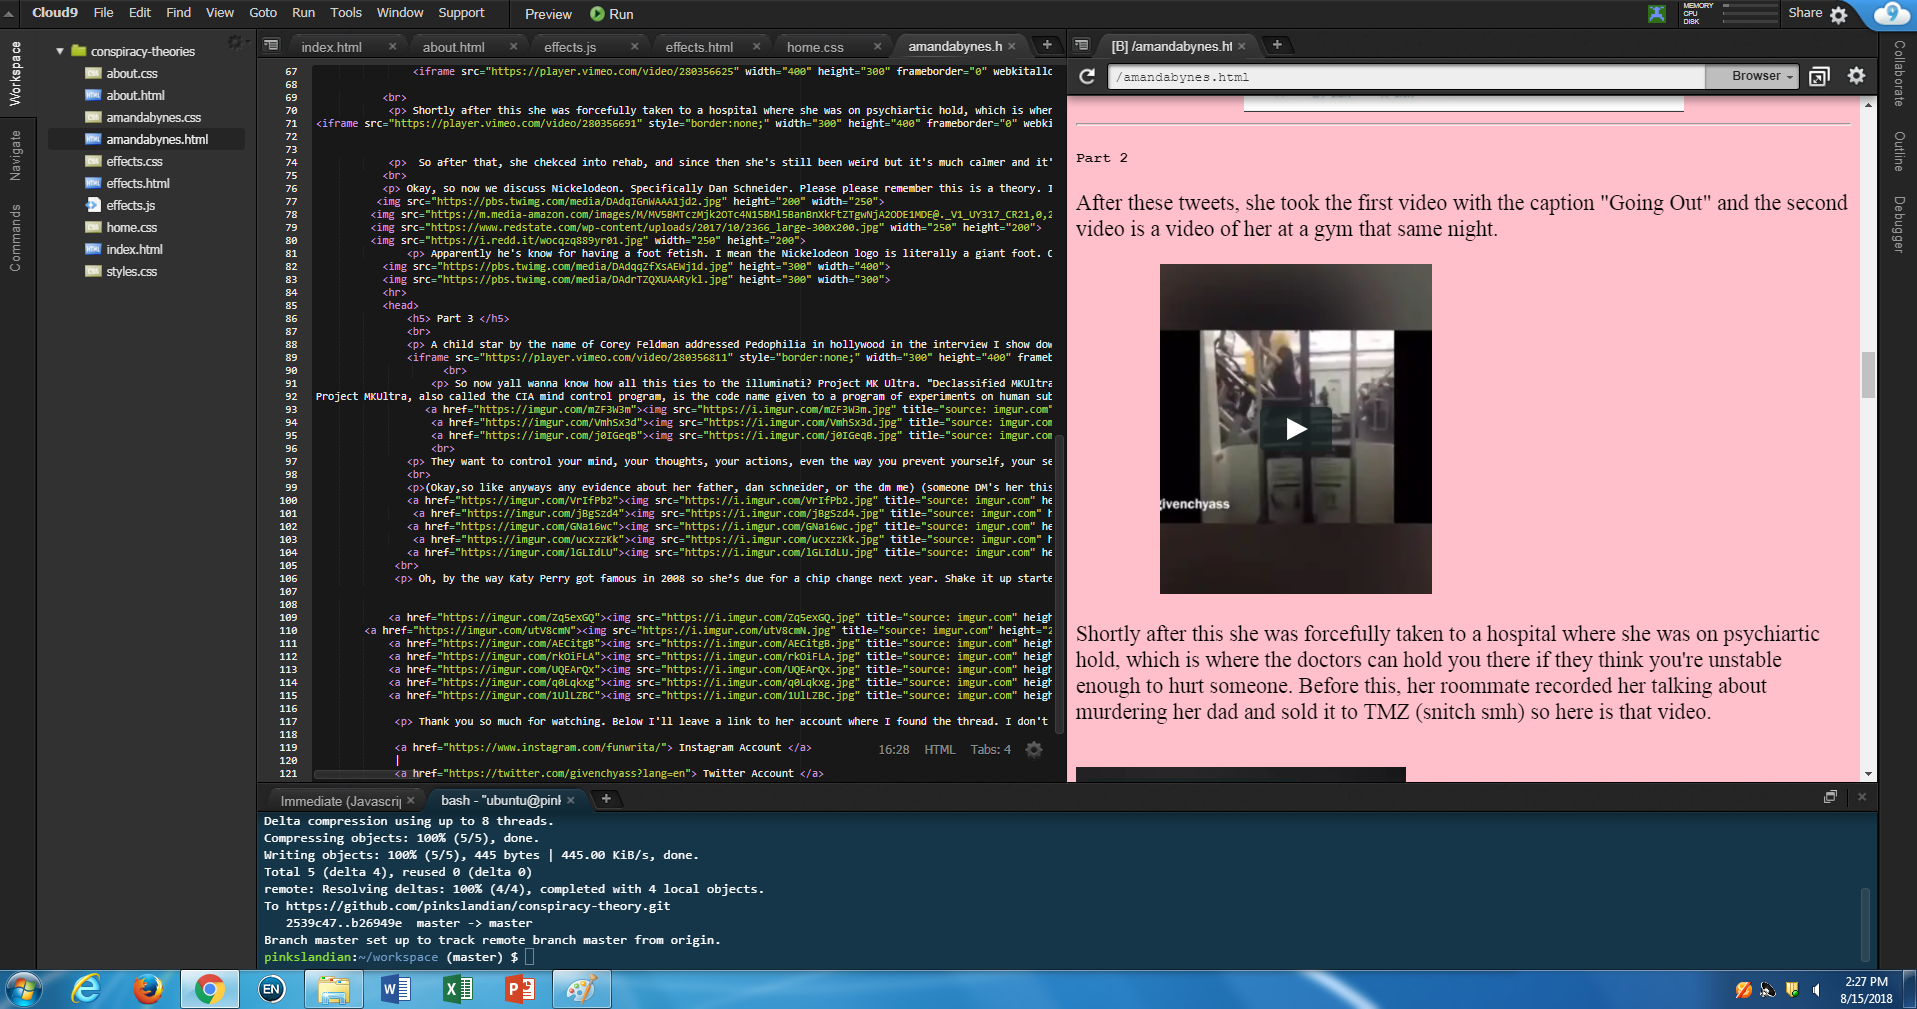 Cloud9 File Edit Find View Goto Run Tools Window Support Preview Run
MEMORY
CPU
DISK
Share
Workspace
Navigate
Commands
conspiracy-theories
about.css
about.html
amandabynes.css
amandabynes.html
effects.css
effects.html
effects.js
home.css
index.html
styles.css
index.html about.html effects.js effects.html home.css amandabynes.h
67 <iframe src="https://player.vimeo.com/video/280356625" width="400" height="300" frameborder="0" webkitallc
68
69 <br>
70 <p> Shortly after this she was forcefully taken to a hospital where she was on psychiartic hold, which is wher
71 <iframe src="https://player.vimeo.com/video/280356691" style="border:none;" width="300" height="400" frameborder="0" webki
72
73
74 <p>  So after that, she chekced into rehab, and since then she's still been weird but it's much calmer and it'
75 <br>
76 <p> Okay, so now we discuss Nickelodeon. Specifically Dan Schneider. Please please remember this is a theory. I
77 <img src="https://pbs.twimg.com/media/DAdqIGnWAAA1jd2.jpg" height="200" width="250">
78 <img src="https://m.media-amazon.com/images/M/MV5BMTczMjk2OTc4N15BMl5BanBnXkFtZTgwNjA2ODE1MDE@._V1_UY317_CR21,0,2
79 <img src="https://www.redstate.com/wp-content/uploads/2017/10/2366_large-300x200.jpg" width="250" height="200">
80 <img src="https://i.redd.it/wocqzq889yr01.jpg" width="250" height="200">
81 <p> Apparently he's know for having a foot fetish. I mean the Nickelodeon logo is literally a giant foot. C
82 <img src="https://pbs.twimg.com/media/DAdqqZfXsAEWj1d.jpg" height="300" width="400">
83 <img src="https://pbs.twimg.com/media/DAdrTZQXUAARykl.jpg" height="300" width="300">
84 <hr>
85 <head>
86 <h5> Part 3 </h5>
87 <br>
88 <p> A child star by the name of Corey Feldman addressed Pedophilia in hollywood in the interview I show dow
89 <iframe src="https://player.vimeo.com/video/280356811" style="border:none;" width="300" height="400" frameb
90 <br>
91 <p> So now yall wanna know how all this ties to the illuminati? Project MK Ultra. "Declassified MKUltra
92 Project MKUltra, also called the CIA mind control program, is the code name given to a program of experiments on human sub
93 <a href="https://imgur.com/mZF3W3m"><img src="https://i.imgur.com/mZF3W3m.jpg" title="source: imgur.com"
94 <a href="https://imgur.com/VmhSx3d"><img src="https://i.imgur.com/VmhSx3d.jpg" title="source: imgur.com"
95 <a href="https://imgur.com/j0IGeqB"><img src="https://i.imgur.com/j0IGeqB.jpg" title="source: imgur.com"
96 <br>
97 <p> They want to control your mind, your thoughts, your actions, even the way you prevent yourself, your se
98 <br>
99 <p>(Okay,so like anyways any evidence about her father, dan schneider, or the dm me) (someone DM's her this
100 <a href="https://imgur.com/VrIfPb2"><img src="https://i.imgur.com/VrIfPb2.jpg" title="source: imgur.com" he
101 <a href="https://imgur.com/jBgSzd4"><img src="https://i.imgur.com/jBgSzd4.jpg" title="source: imgur.com" h
102 <a href="https://imgur.com/GNa16wc"><img src="https://i.imgur.com/GNa16wc.jpg" title="source: imgur.com" he
103 <a href="https://imgur.com/ucxzzKk"><img src="https://i.imgur.com/ucxzzKk.jpg" title="source: imgur.com" h
104 <a href="https://imgur.com/lGLIdLU"><img src="https://i.imgur.com/lGLIdLU.jpg" title="source: imgur.com" he
105 <br>
106 <p> Oh, by the way Katy Perry got famous in 2008 so she’s due for a chip change next year. Shake it up starte
107
108
109 <a href="https://imgur.com/Zq5exGQ"><img src="https://i.imgur.com/Zq5exGQ.jpg" title="source: imgur.com" heigh
110 <a href="https://imgur.com/utV8cmN"><img src="https://i.imgur.com/utV8cmN.jpg" title="source: imgur.com" height="2
111 <a href="https://imgur.com/AECitgB"><img src="https://i.imgur.com/AECitgB.jpg" title="source: imgur.com" heigh
112 <a href="https://imgur.com/rkOiFLA"><img src="https://i.imgur.com/rkOiFLA.jpg" title="source: imgur.com" heigh
113 <a href="https://imgur.com/UQEArQx"><img src="https://i.imgur.com/UQEArQx.jpg" title="source: imgur.com" heigh
114 <a href="https://imgur.com/q0Lqkxg"><img src="https://i.imgur.com/q0Lqkxg.jpg" title="source: imgur.com" heigh
115 <a href="https://imgur.com/1UlLZBC"><img src="https://i.imgur.com/1UlLZBC.jpg" title="source: imgur.com" heigh
116
117 <p> Thank you so much for watching. Below I'll leave a link to her account where I found the thread. I don't
118
119 <a href="https://www.instagram.com/funwrita/"> Instagram Account </a>
120
121 <a href="https://twitter.com/givenchyass?lang=en"> Twitter Account </a>
16:28 HTML Tabs: 4
[B] /amandabynes.ht
/amandabynes.html
Browser
Part 2
After these tweets, she took the first video with the caption "Going Out" and the second
video is a video of her at a gym that same night.
givenchyass
Shortly after this she was forcefully taken to a hospital where she was on psychiartic
hold, which is where the doctors can hold you there if they think you're unstable
enough to hurt someone. Before this, her roommate recorded her talking about
murdering her dad and sold it to TMZ (snitch smh) so here is that video.
Collaborate
Outline
Debugger
Immediate (Javascrip bash - "ubuntu@pink
Delta compression using up to 8 threads.
Compressing objects: 100% (5/5), done.
Writing objects: 100% (5/5), 445 bytes | 445.00 KiB/s, done.
Total 5 (delta 4), reused 0 (delta 0)
remote: Resolving deltas: 100% (4/4), completed with 4 local objects.
To https://github.com/pinkslandian/conspiracy-theory.git
   2539c47..b26949e  master -> master
Branch master set up to track remote branch master from origin.
pinkslandian:~/workspace (master) $
EN
2:27 PM
8/15/2018